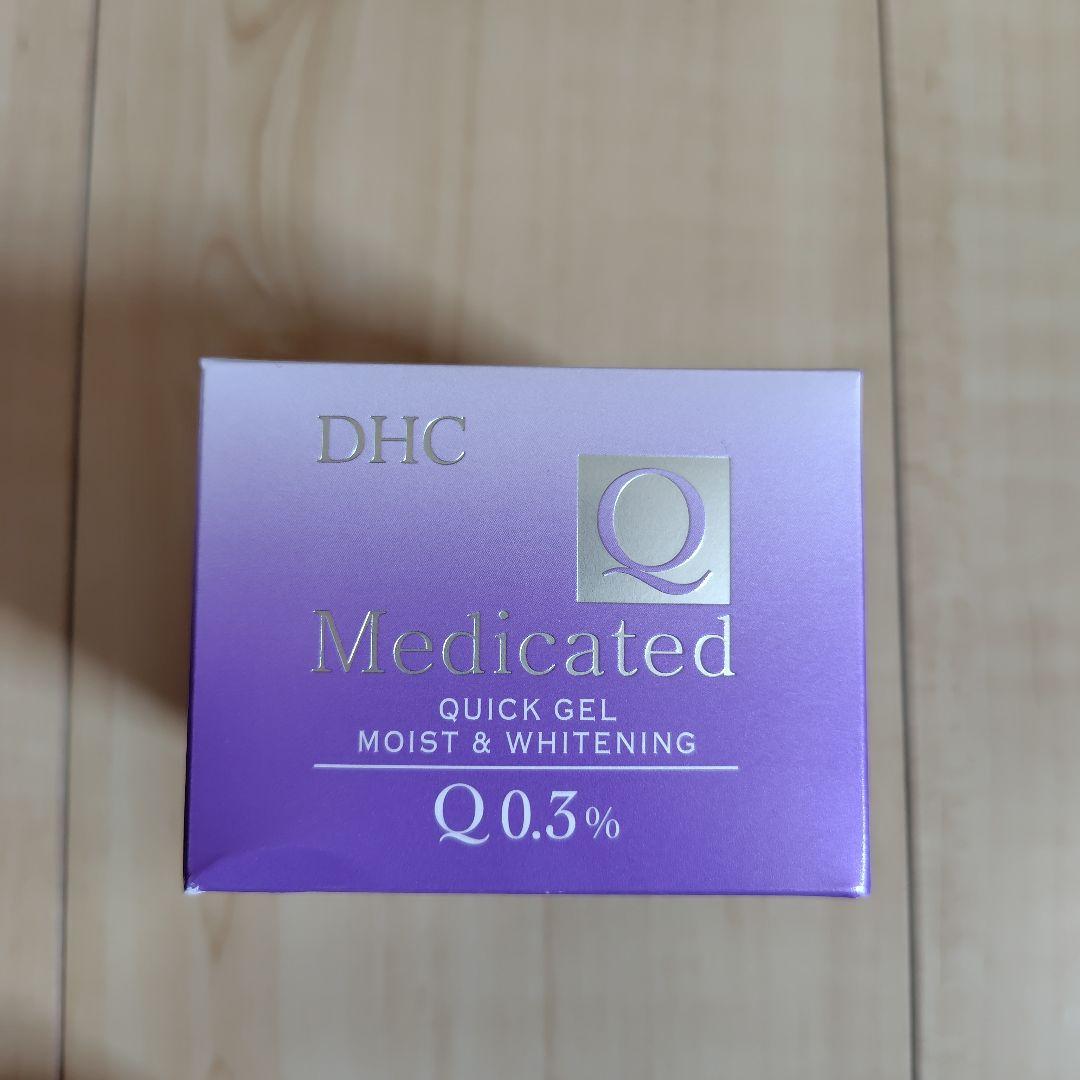 DHC
Q
Medicated
QUICK GEL
MOIST & WHITENING
Q 0.3%